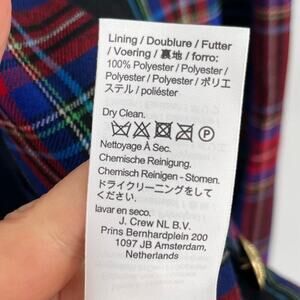 Lining / Doublure / Futter
/ Voering / 裏地 / forro:
100% Polyester / Polyester /
Polyester / Polyester / ポリエ
ステル / poliéster
Dry Clean.
P
Nettoyage À Sec.
Chemische Reinigung.
Chemisch Reinigen - Stomen.
ドライクリーニングをしてく
ださい。
lavar en seco.
J. Crew NL B.V.
Prins Bernhardplein 200
1097 JB Amsterdam,
Netherlands